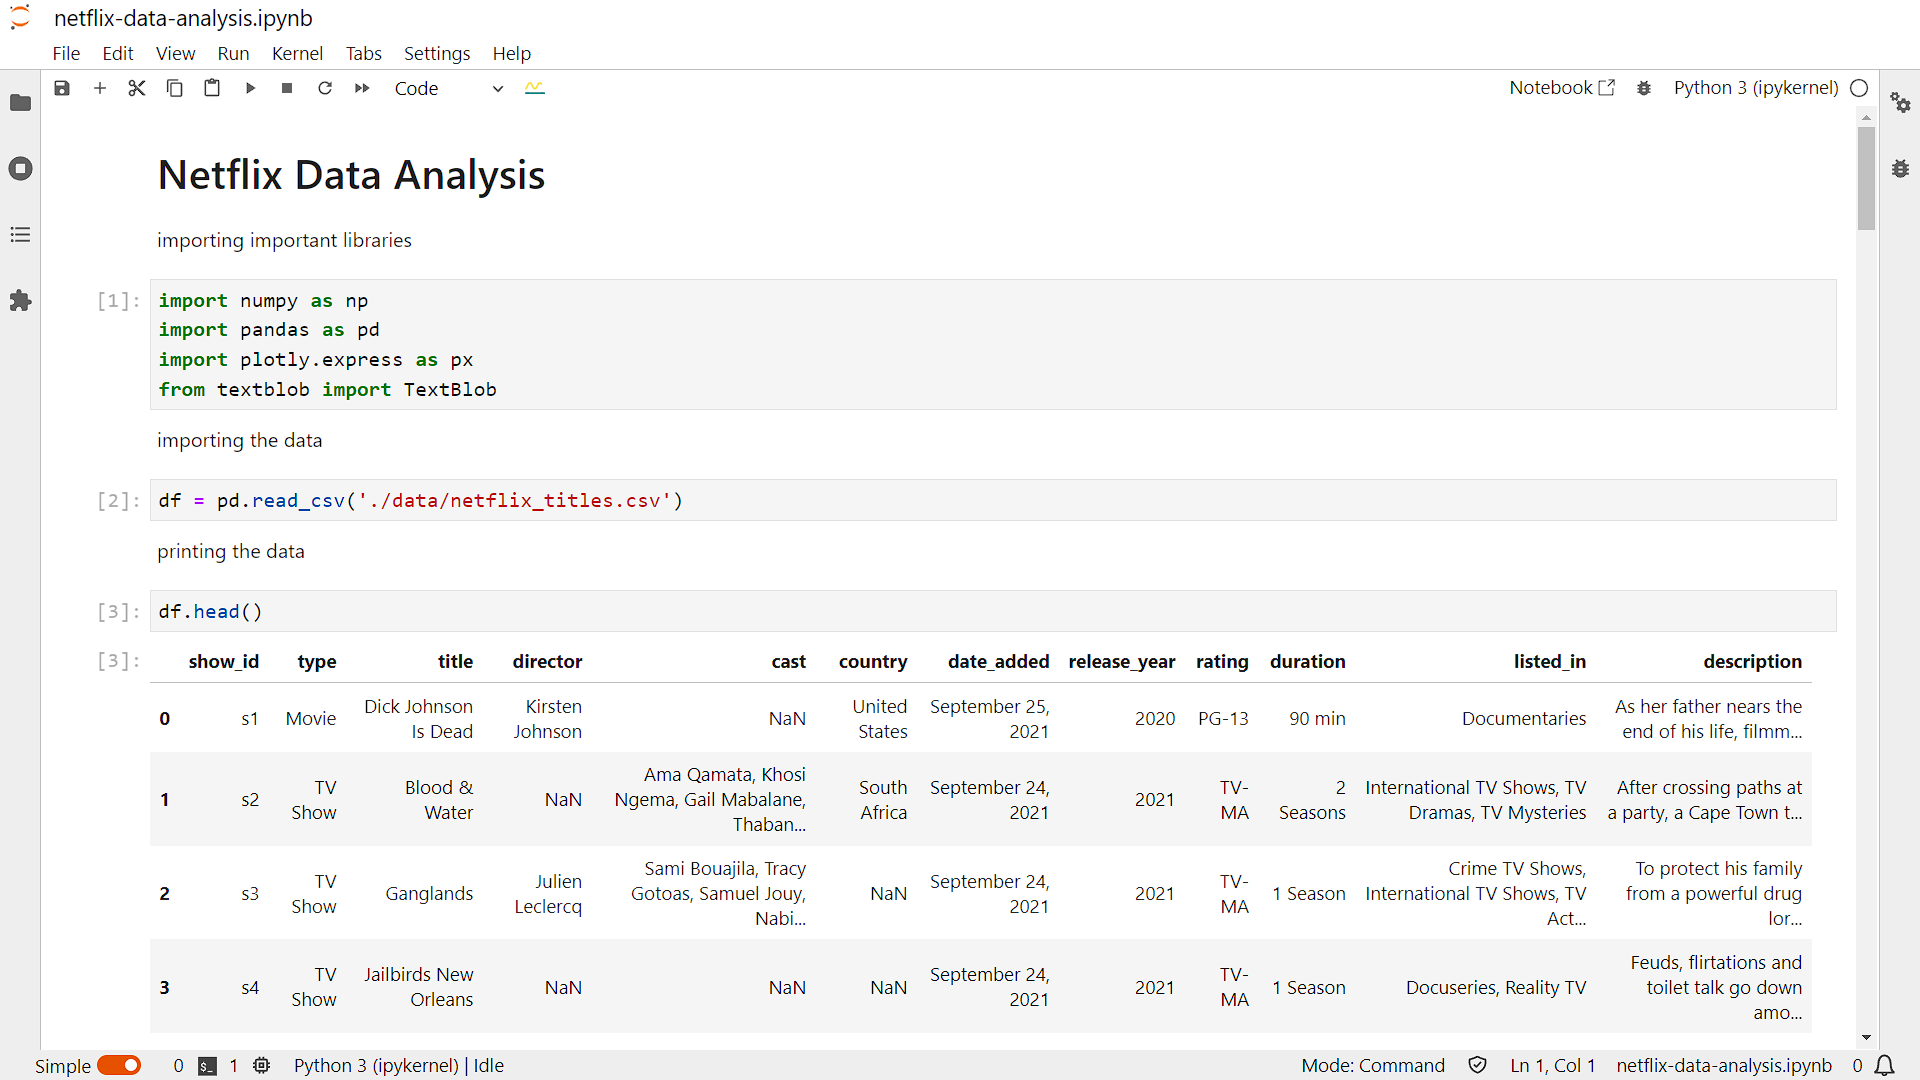 netflix-data-analysis.ipynb
File Edit View Run Kernel Tabs Settings Help
Code Notebook Python 3 (ipykernel)
Netflix Data Analysis
importing important libraries
[1]: import numpy as np
import pandas as pd
import plotly.express as px
from textblob import TextBlob
importing the data
[2]: df = pd.read_csv('./data/netflix_titles.csv')
printing the data
[3]: df.head()
[3]: show_id type title director cast country date_added release_year rating duration listed_in description
0 s1 Movie Dick Johnson Is Dead Kirsten Johnson NaN United States September 25, 2021 2020 PG-13 90 min Documentaries As her father nears the end of his life, filmm...
1 s2 TV Show Blood & Water NaN Ama Qamata, Khosi Ngema, Gail Mabalane, Thaban... South Africa September 24, 2021 2021 TV-MA 2 Seasons International TV Shows, TV Dramas, TV Mysteries After crossing paths at a party, a Cape Town t...
2 s3 TV Show Ganglands Julien Leclercq Sami Bouajila, Tracy Gotoas, Samuel Jouy, Nabi... NaN September 24, 2021 2021 TV-MA 1 Season Crime TV Shows, International TV Shows, TV Act... To protect his family from a powerful drug lor...
3 s4 TV Show Jailbirds New Orleans NaN NaN NaN September 24, 2021 2021 TV-MA 1 Season Docuseries, Reality TV Feuds, flirtations and toilet talk go down amo...
Simple 0 $_ 1 Python 3 (ipykernel) | Idle Mode: Command Ln 1, Col 1 netflix-data-analysis.ipynb 0